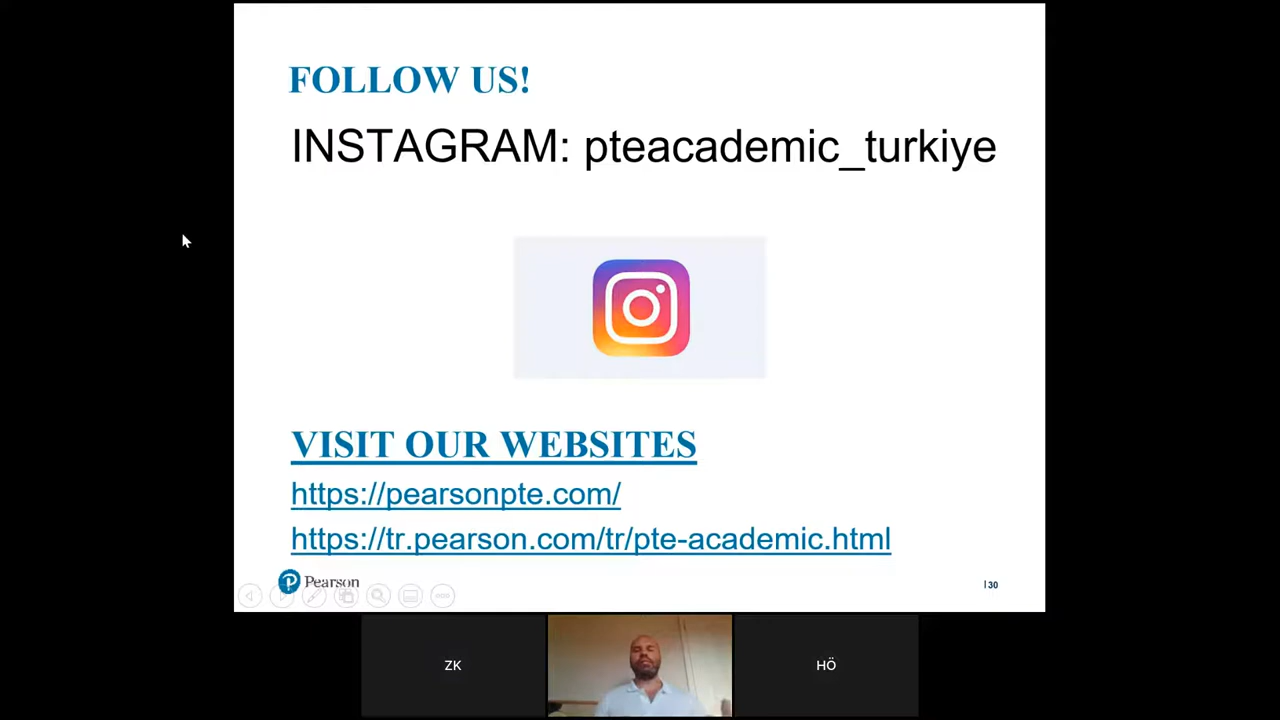 FOLLOW US!
INSTAGRAM: pteacademic_turkiye
VISIT OUR WEBSITES
https://pearsonpte.com/
https://tr.pearson.com/tr/pte-academic.html
Pearson
30
ZK
HÖ